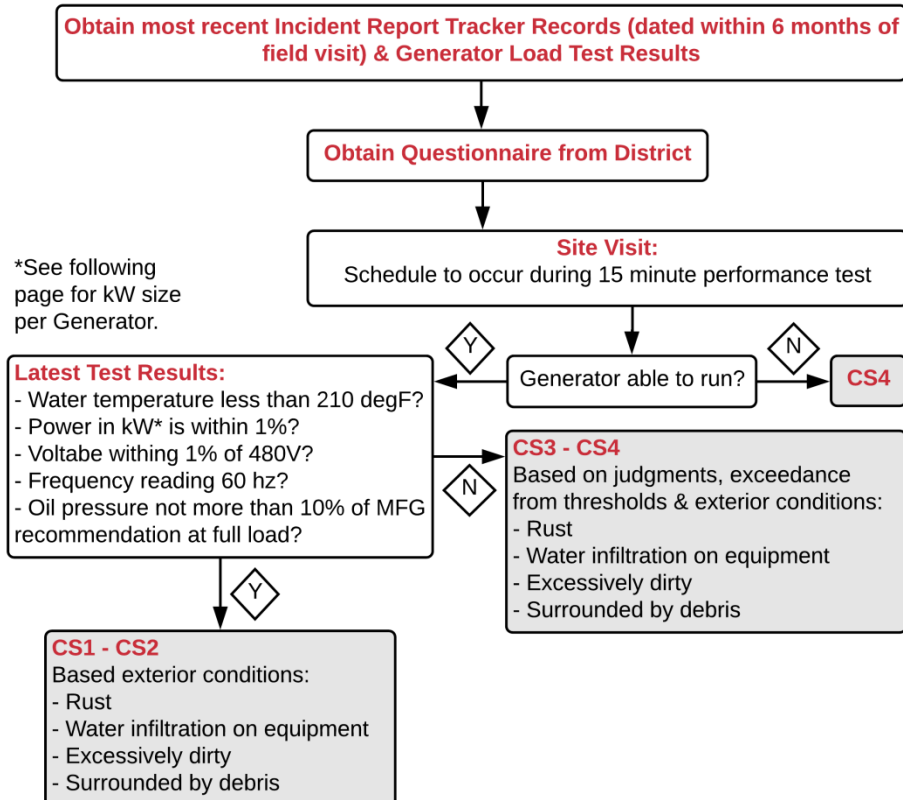 Obtain most recent Incident Report Tracker Records (dated within 6 months of
field visit) & Generator Load Test Results
Obtain Questionnaire from District
Site Visit:
Schedule to occur during 15 minute performance test
*See following
page for kW size
per Generator.
Y
Generator able to run?
N
CS4
Latest Test Results:
- Water temperature less than 210 degF?
- Power in kW* is within 1%?
- Voltabe withing 1% of 480V?
- Frequency reading 60 hz?
- Oil pressure not more than 10% of MFG
recommendation at full load?
N
CS3 - CS4
Based on judgments, exceedance
from thresholds & exterior conditions:
- Rust
- Water infiltration on equipment
- Excessively dirty
- Surrounded by debris
Y
CS1 - CS2
Based exterior conditions:
- Rust
- Water infiltration on equipment
- Excessively dirty
- Surrounded by debris